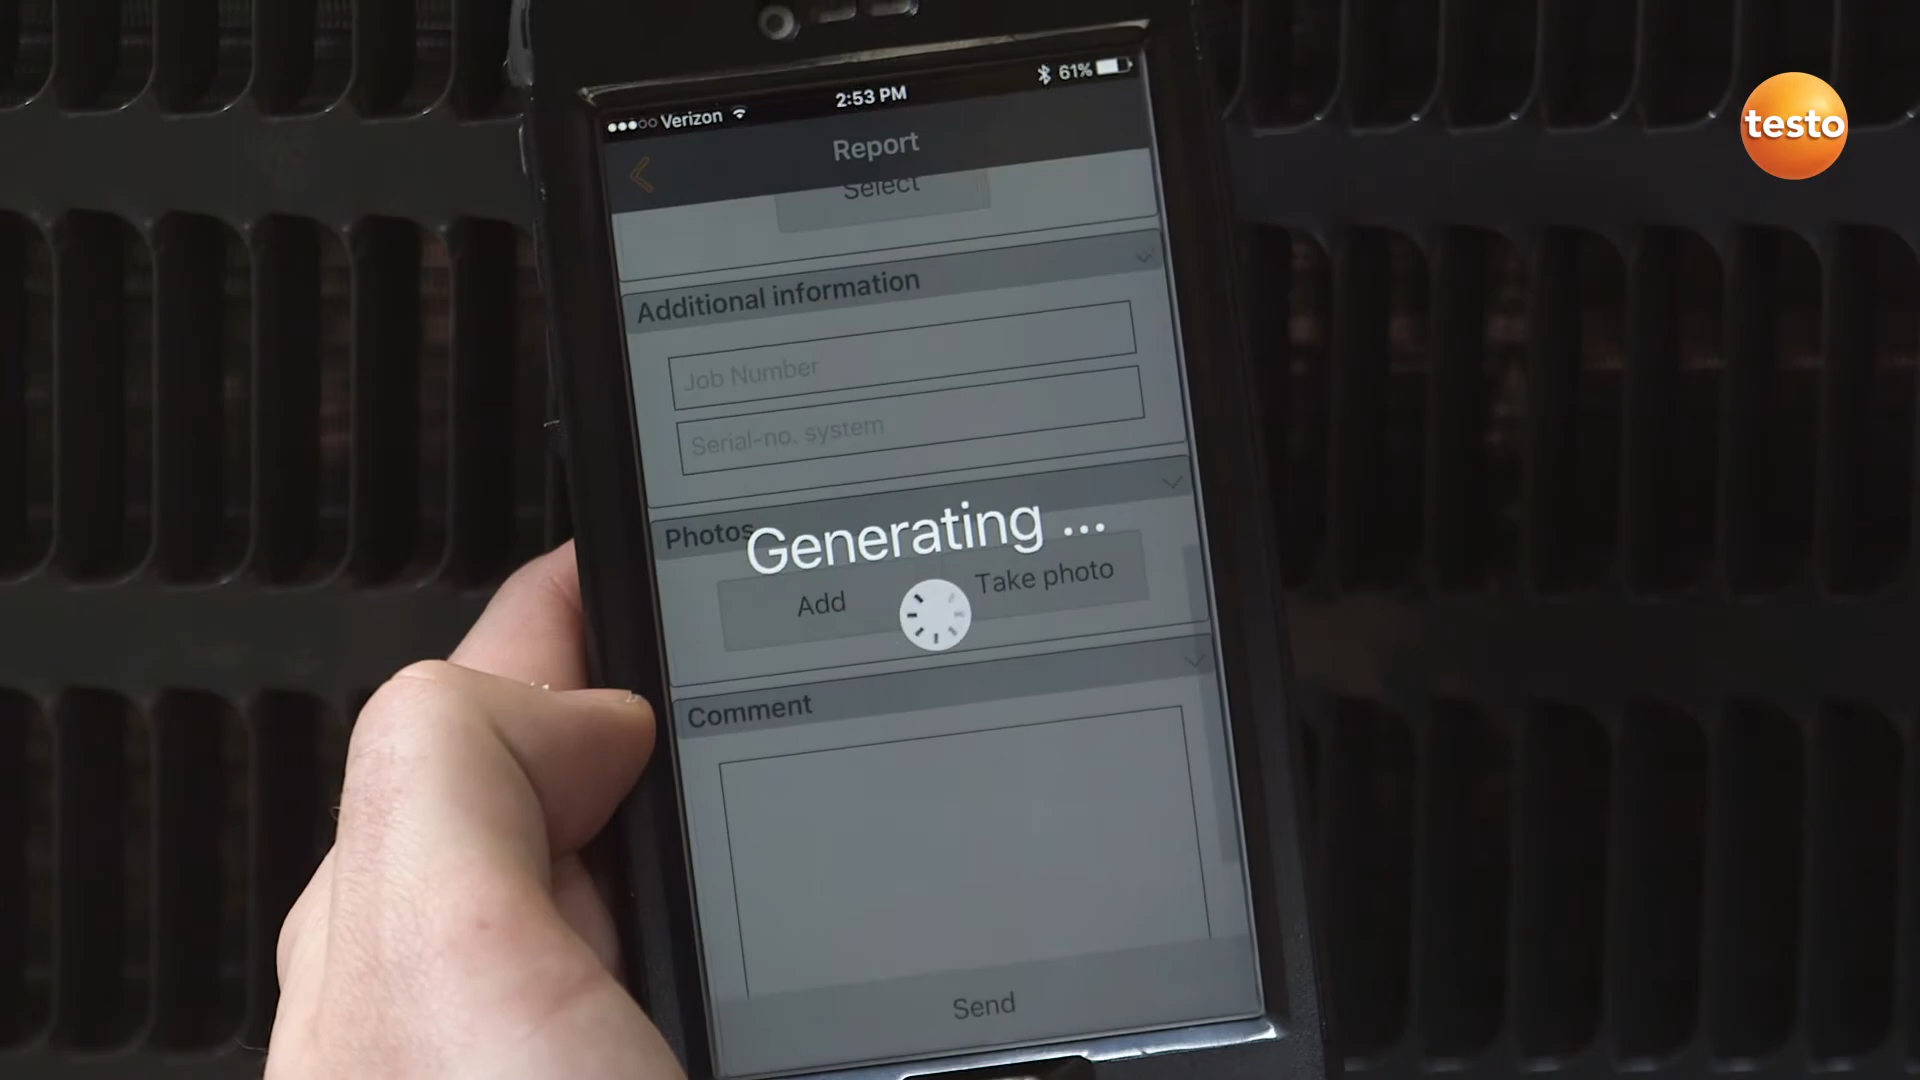 testo
Verizon 2:53 PM 61%
Report
Select
Additional information
Job Number
Serial-no. system
Photos
Generating ...
Add Take photo
Comment
Send